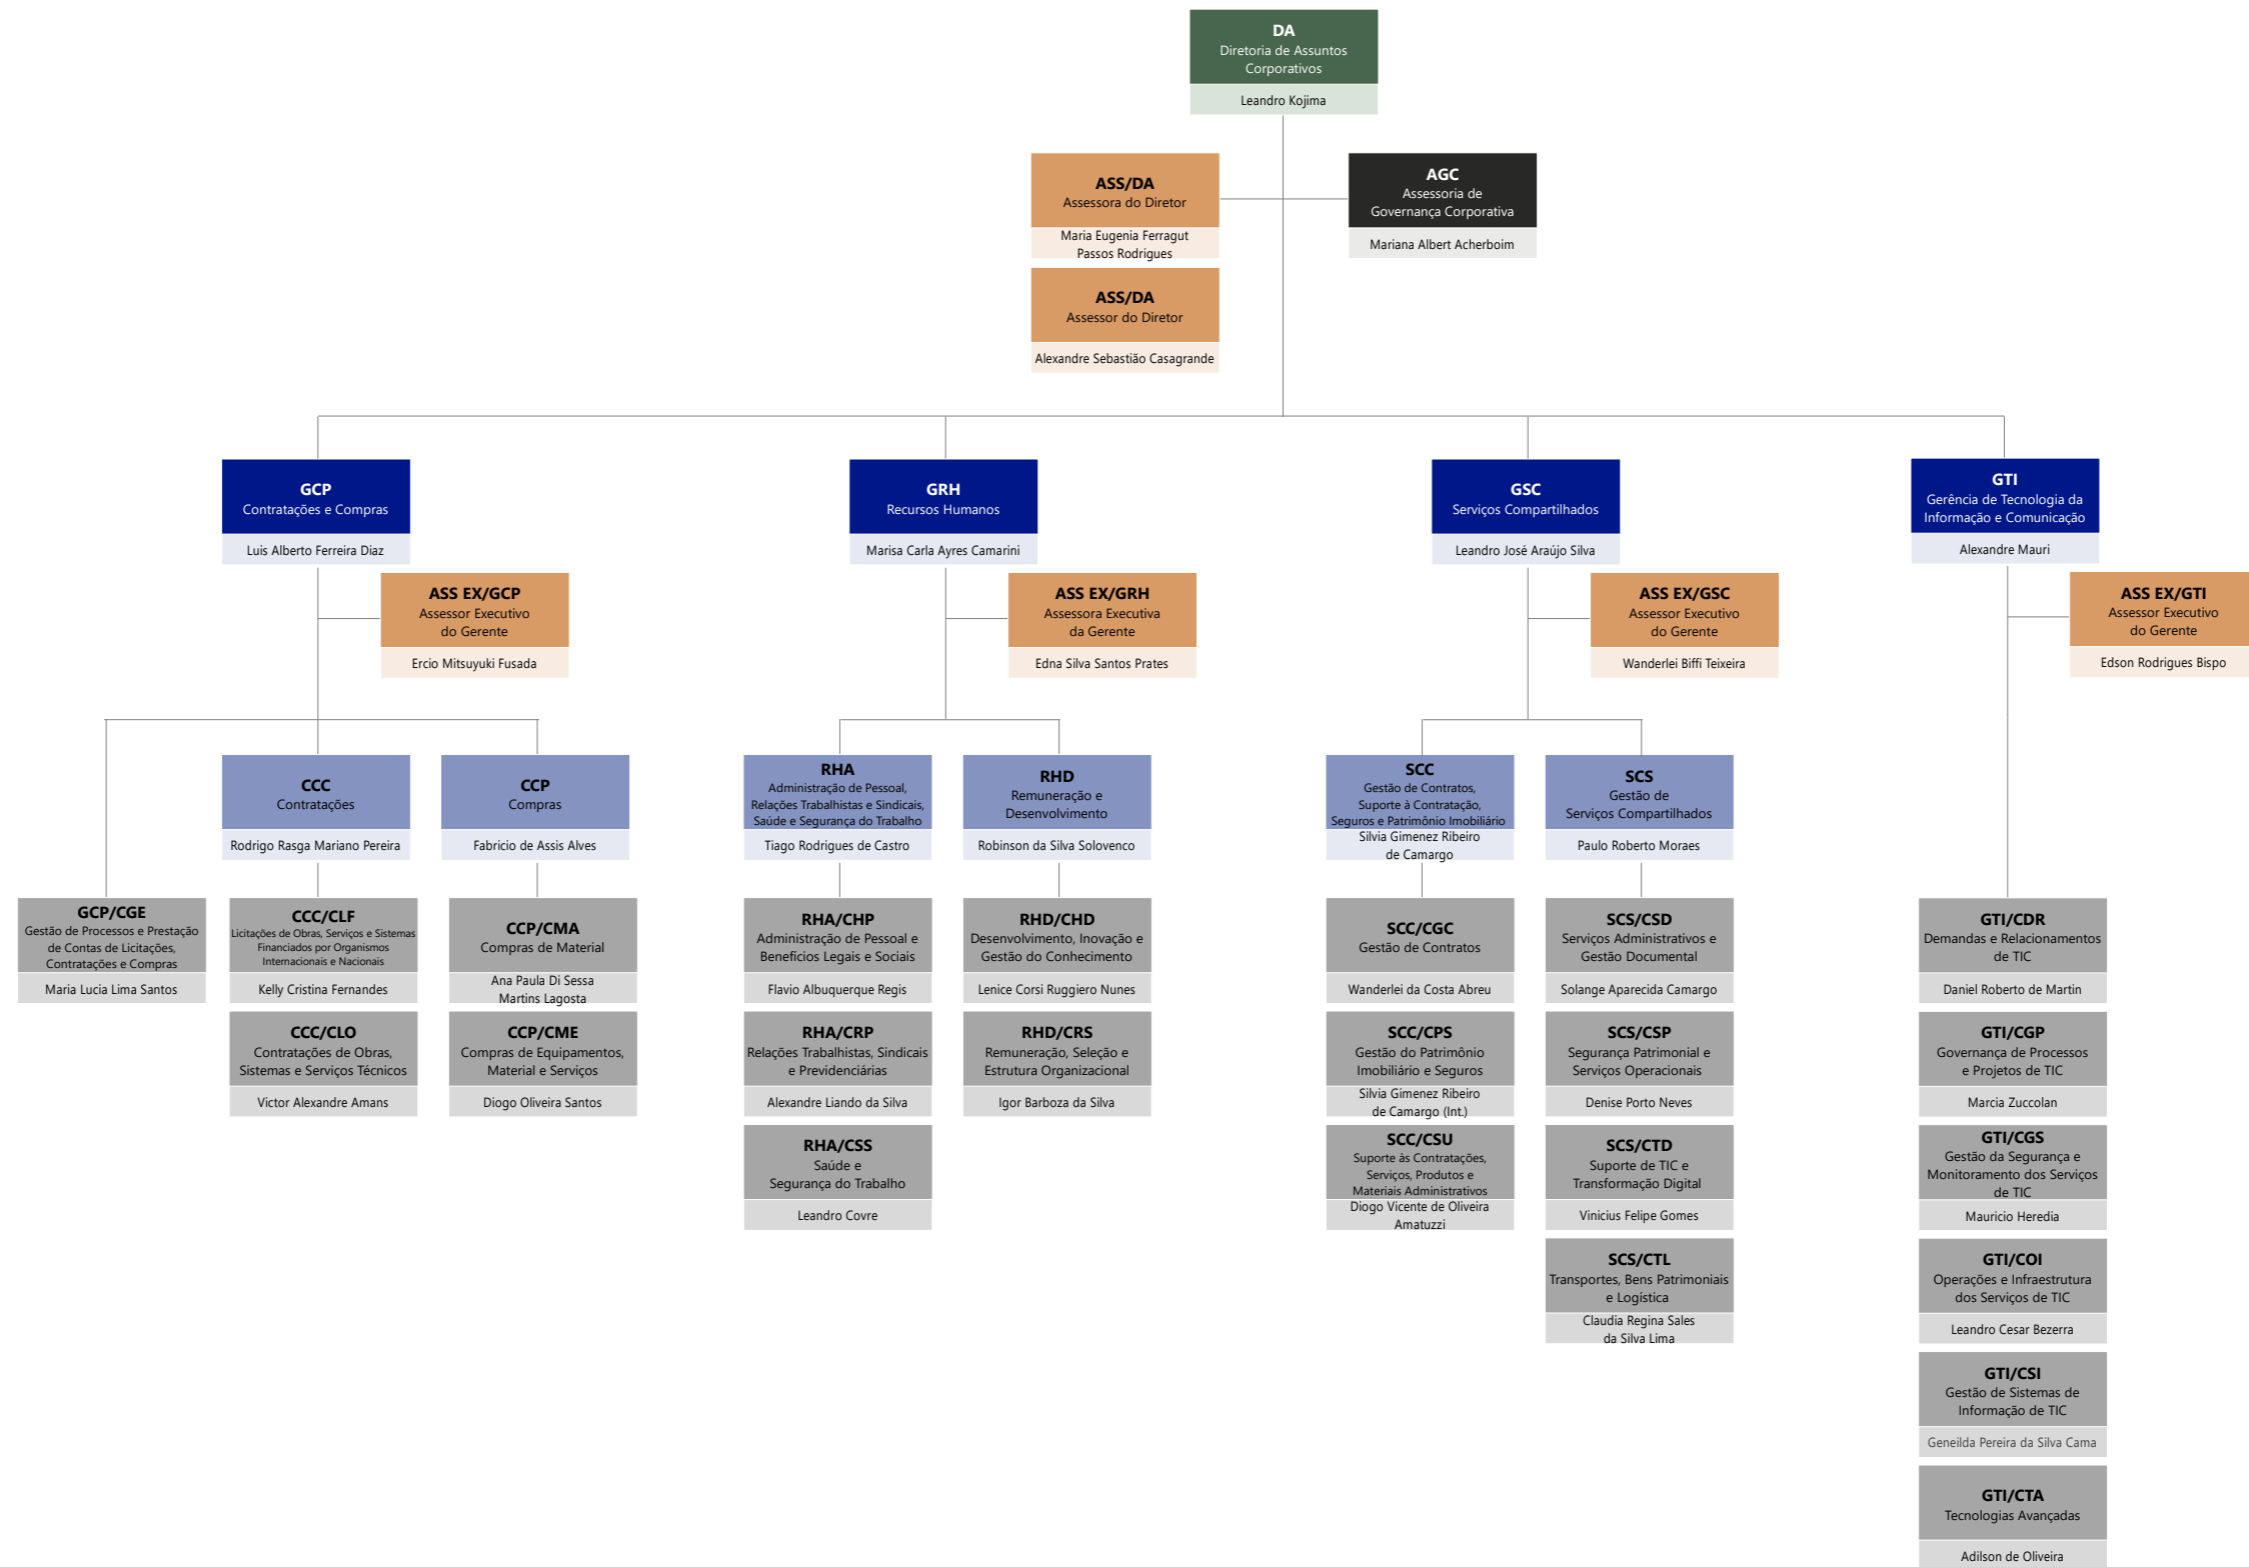 DA
Diretoria de Assuntos
Corporativos
Leandro Kojima
ASS/DA
Assessora do Diretor
Maria Eugenia Ferragut
Passos Rodrigues
AGC
Assessoria de
Governança Corporativa
Mariana Albert Acherboim
ASS/DA
Assessor do Diretor
Alexandre Sebastião Casagrande
GCP
Contratações e Compras
Luis Alberto Ferreira Diaz
GRH
Recursos Humanos
Marisa Carla Ayres Camarini
GSC
Serviços Compartilhados
Leandro José Araújo Silva
GTI
Gerência de Tecnologia da
Informação e Comunicação
Alexandre Mauri
ASS EX/GCP
Assessor Executivo
do Gerente
Ercio Mitsuyuki Fusada
ASS EX/GRH
Assessora Executiva
da Gerente
Edna Silva Santos Prates
ASS EX/GSC
Assessor Executivo
do Gerente
Wanderlei Biffi Teixeira
ASS EX/GTI
Assessor Executivo
do Gerente
Edson Rodrigues Bispo
CCC
Contratações
Rodrigo Rasga Mariano Pereira
CCP
Compras
Fabricio de Assis Alves
RHA
Administração de Pessoal,
Relações Trabalhistas e Sindicais,
Saúde e Segurança do Trabalho
Tiago Rodrigues de Castro
RHD
Remuneração e
Desenvolvimento
Robinson da Silva Solovenco
SCC
Gestão de Contratos,
Suporte à Contratação,
Seguros e Patrimônio Imobiliário
Silvia Gimenez Ribeiro
de Camargo
SCS
Gestão de
Serviços Compartilhados
Paulo Roberto Moraes
GCP/CGE
Gestão de Processos e Prestação
de Contas de Licitações,
Contratações e Compras
Maria Lucia Lima Santos
CCC/CLF
Licitações de Obras, Serviços e Sistemas
Financiados por Organismos
Internacionais e Nacionais
Kelly Cristina Fernandes
CCP/CMA
Compras de Material
Ana Paula Di Sessa
Martins Lagosta
RHA/CHP
Administração de Pessoal e
Benefícios Legais e Sociais
Flavio Albuquerque Regis
RHD/CHD
Desenvolvimento, Inovação e
Gestão do Conhecimento
Lenice Corsi Ruggiero Nunes
SCC/CGC
Gestão de Contratos
Wanderlei da Costa Abreu
SCS/CSD
Serviços Administrativos e
Gestão Documental
Solange Aparecida Camargo
GTI/CDR
Demandas e Relacionamentos
de TIC
Daniel Roberto de Martin
CCC/CLO
Contratações de Obras,
Sistemas e Serviços Técnicos
Victor Alexandre Amans
CCP/CME
Compras de Equipamentos,
Material e Serviços
Diogo Oliveira Santos
RHA/CRP
Relações Trabalhistas, Sindicais
e Previdenciárias
Alexandre Liando da Silva
RHD/CRS
Remuneração, Seleção e
Estrutura Organizacional
Igor Barboza da Silva
SCC/CPS
Gestão do Patrimônio
Imobiliário e Seguros
Silvia Gimenez Ribeiro
de Camargo (Int.)
SCS/CSP
Segurança Patrimonial e
Serviços Operacionais
Denise Porto Neves
GTI/CGP
Governança de Processos
e Projetos de TIC
Marcia Zuccolan
RHA/CSS
Saúde e
Segurança do Trabalho
Leandro Covre
SCC/CSU
Suporte às Contratações,
Serviços, Produtos e
Materiais Administrativos
Diogo Vicente de Oliveira
Amatuzzi
SCS/CTD
Suporte de TIC e
Transformação Digital
Vinicius Felipe Gomes
GTI/CGS
Gestão da Segurança e
Monitoramento dos Serviços
de TIC
Mauricio Heredia
SCS/CTL
Transportes, Bens Patrimoniais
e Logística
Claudia Regina Sales
da Silva Lima
GTI/COI
Operações e Infraestrutura
dos Serviços de TIC
Leandro Cesar Bezerra
GTI/CSI
Gestão de Sistemas de
Informação de TIC
Geneilda Pereira da Silva Cama
GTI/CTA
Tecnologias Avançadas
Adilson de Oliveira